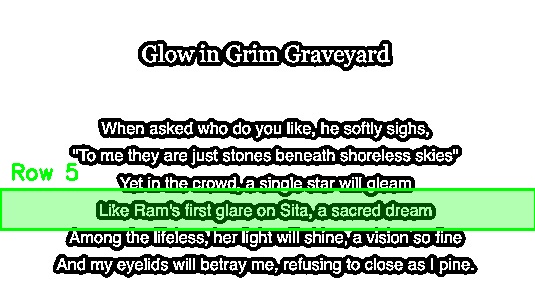 Glow in Grim Graveyard
When asked who do you like, he softly sighs,
"To me they are just stones beneath shoreless skies"
Row 5
Yet in the crowd, a single star will gleam
Like Ram's first glare on Sita, a sacred dream
Among the lifeless, her light will shine, a vision so fine
And my eyelids will betray me, refusing to close as I pine.